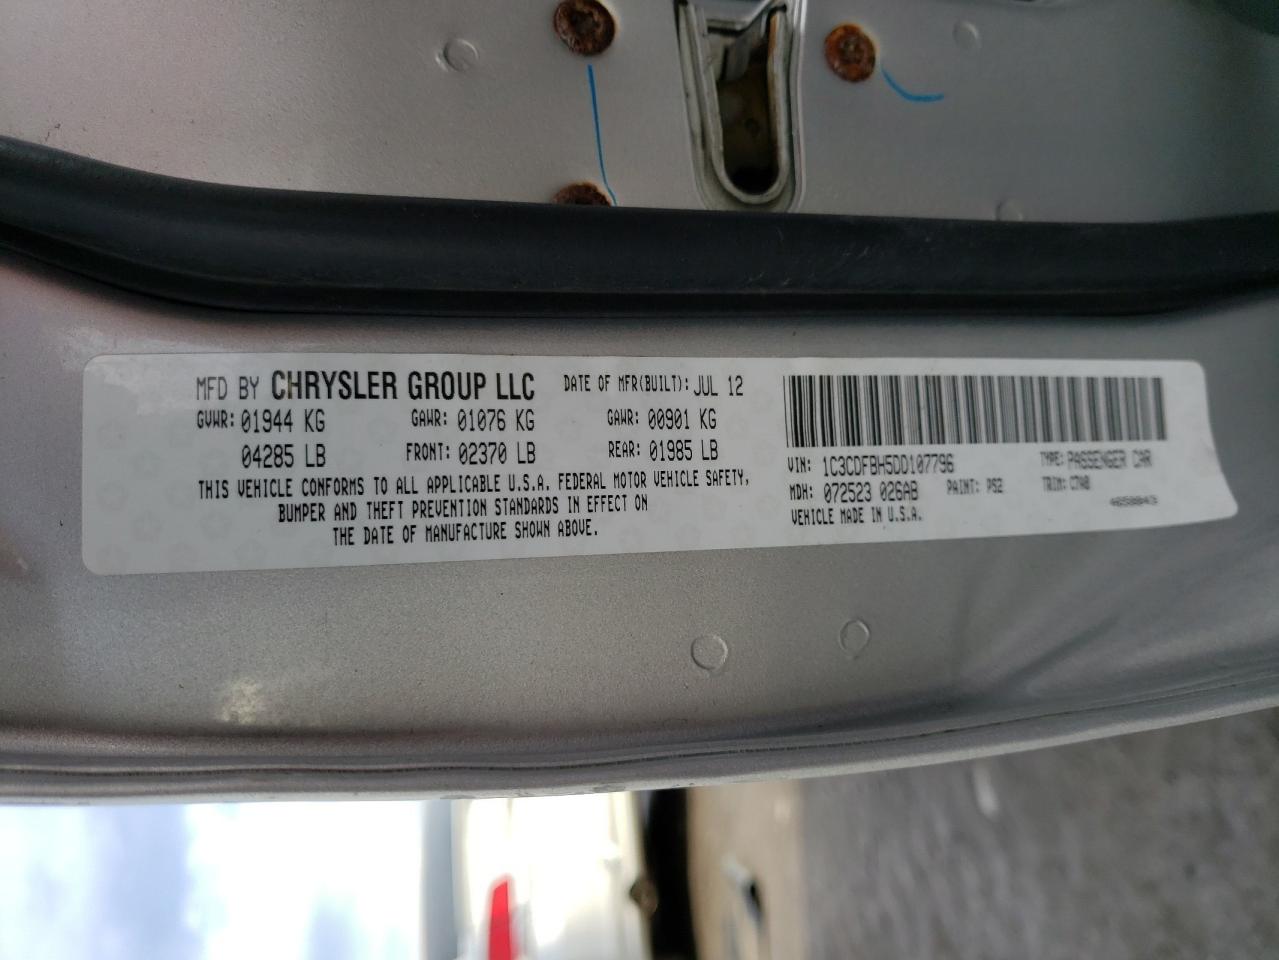 MFD BY CHRYSLER GROUP LLC DATE OF MFR(BUILT): JUL 12
GVWR: 01944 KG GAWR: 01076 KG GAWR: 00901 KG
04285 LB FRONT: 02370 LB REAR: 01985 LB
THIS VEHICLE CONFORMS TO ALL APPLICABLE U.S.A. FEDERAL MOTOR VEHICLE SAFETY,
BUMPER AND THEFT PREVENTION STANDARDS IN EFFECT ON
THE DATE OF MANUFACTURE SHOWN ABOVE.
VIN: 1C3CDFBH5DD107796 TYPE: PASSENGER CAR
MDH: 072523 026AB PAINT: PS2 TRIM: C7A8
VEHICLE MADE IN U.S.A.